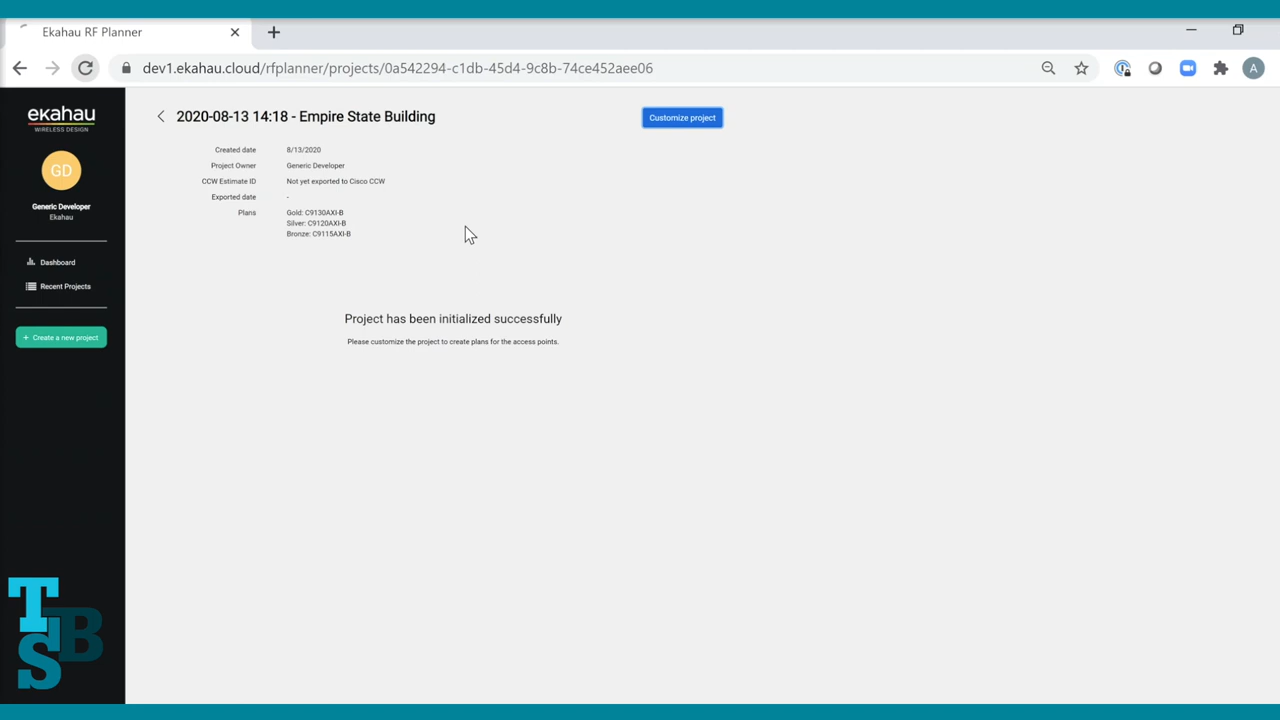 Ekahau RF Planner
dev1.ekahau.cloud/rfplanner/projects/0a542294-c1db-45d4-9c8b-74ce452aee06
A
ekahau
WIRELESS DESIGN
GD
Generic Developer
Ekahau
Dashboard
Recent Projects
+ Create a new project
2020-08-13 14:18 - Empire State Building
Customize project
Created date 8/13/2020
Project Owner Generic Developer
CCW Estimate ID Not yet exported to Cisco CCW
Exported date -
Plans Gold: C9130AXI-B
Silver: C9120AXI-B
Bronze: C9115AXI-B
Project has been initialized successfully
Please customize the project to create plans for the access points.
TSB